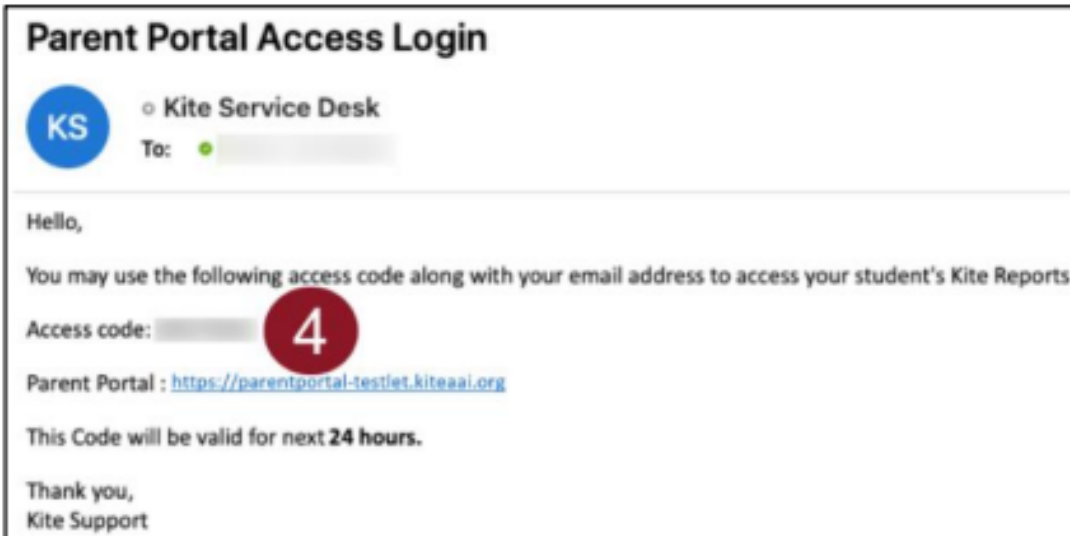 Parent Portal Access Login
KS
Kite Service Desk
To:
Hello,
You may use the following access code along with your email address to access your student's Kite Reports
Access code:
4
Parent Portal : https://parentportal-testlet.kiteaai.org
This Code will be valid for next 24 hours.
Thank you,
Kite Support